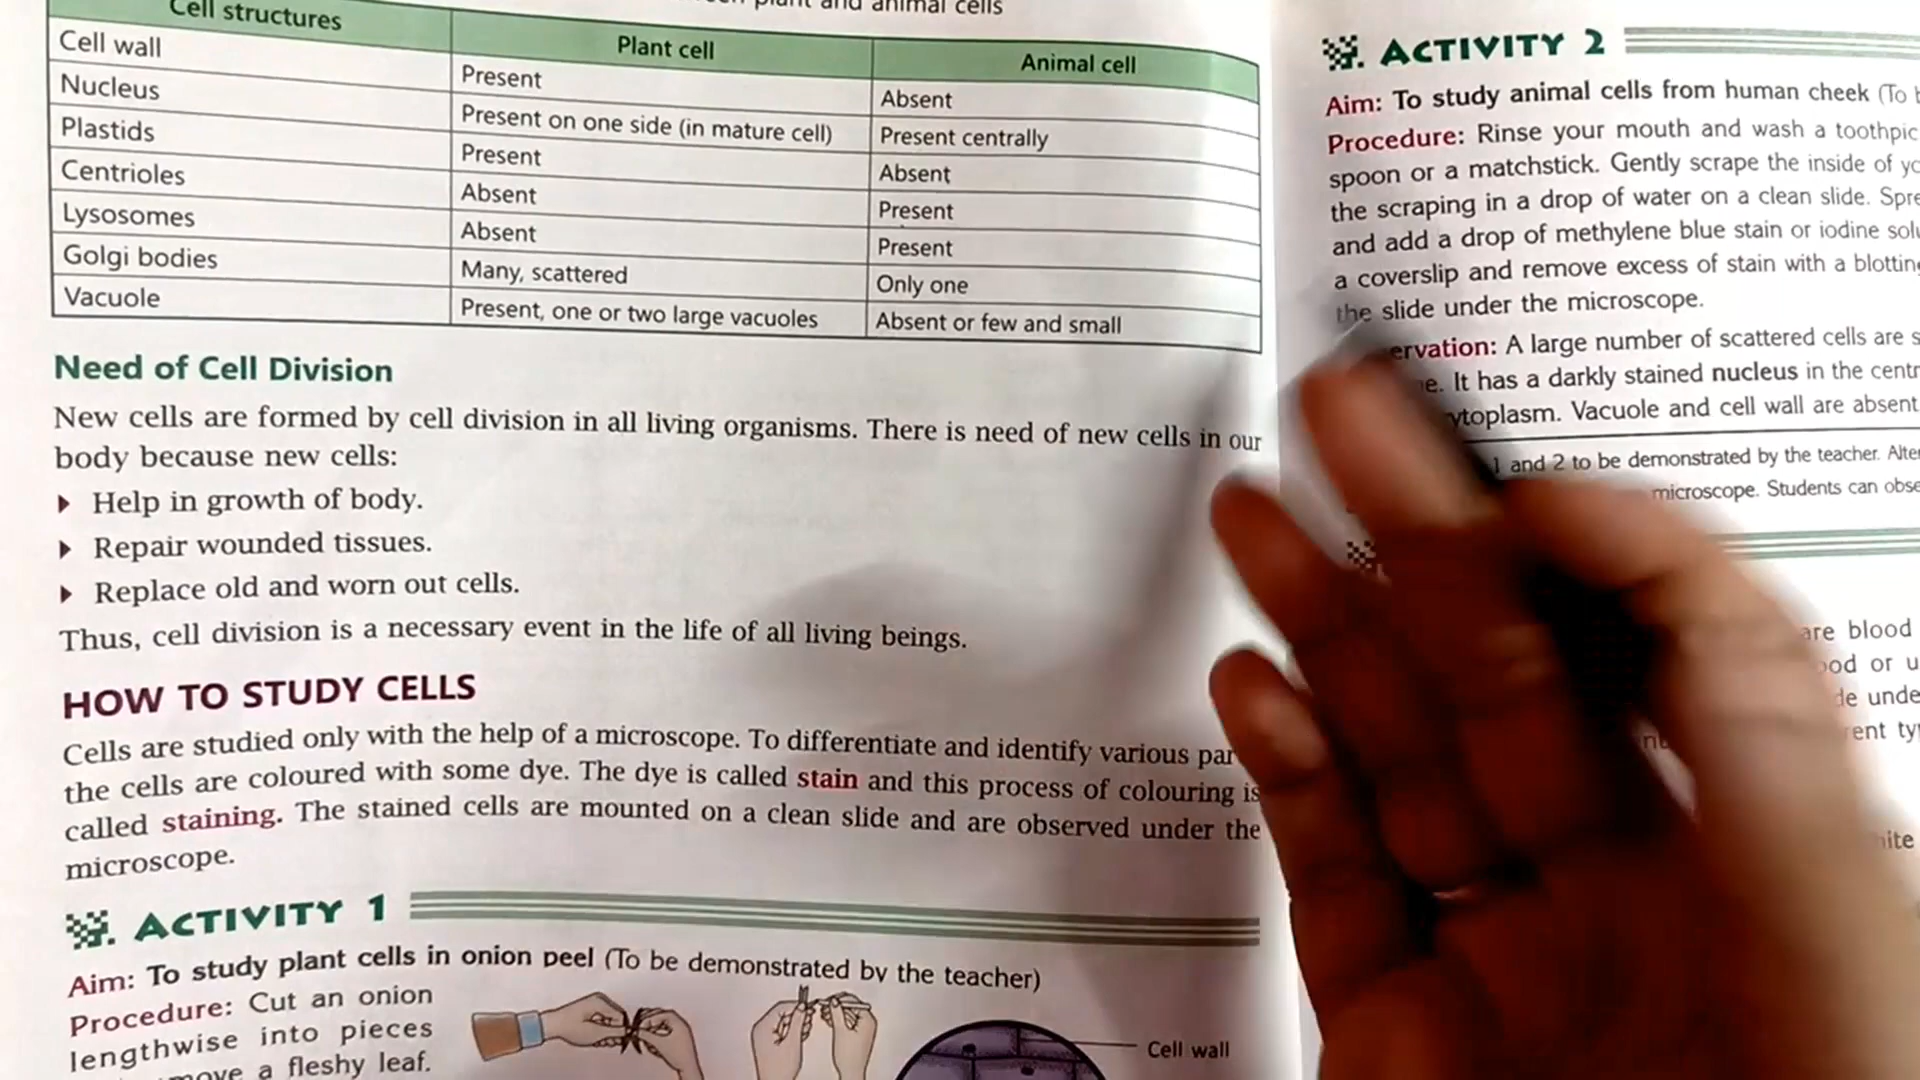 plant and animal cells
Cell structures Plant cell Animal cell
Cell wall Present Absent
Nucleus Present on one side (in mature cell) Present centrally
Plastids Present Absent
Centrioles Absent Present
Lysosomes Absent Present
Golgi bodies Many, scattered Only one
Vacuole Present, one or two large vacuoles Absent or few and small
Need of Cell Division
New cells are formed by cell division in all living organisms. There is need of new cells in our
body because new cells:
Help in growth of body.
Repair wounded tissues.
Replace old and worn out cells.
Thus, cell division is a necessary event in the life of all living beings.
HOW TO STUDY CELLS
Cells are studied only with the help of a microscope. To differentiate and identify various
the cells are coloured with some dye. The dye is called stain and this process of colouring is
called staining. The stained cells are mounted on a clean slide and are observed under the
microscope.
ACTIVITY 1
Aim: To study plant cells in onion peel (To be demonstrated by the teacher)
Procedure: Cut an onion
lengthwise into pieces
a fleshy leaf.
Cell wall
ACTIVITY 2
Aim: To study animal cells from human cheek (To
Procedure: Rinse your mouth and wash a
spoon or a matchstick. Gently scrape the inside of
the scraping in a drop of water on a clean slide.
and add a drop of methylene blue stain or iodine
a coverslip and remove excess of stain with a
the slide under the microscope.
A large number of scattered cells are
It has a darkly stained nucleus in the
Vacuole and cell wall are absent
1 and 2 to be demonstrated by the teacher.
microscope. Students can
are blood
or